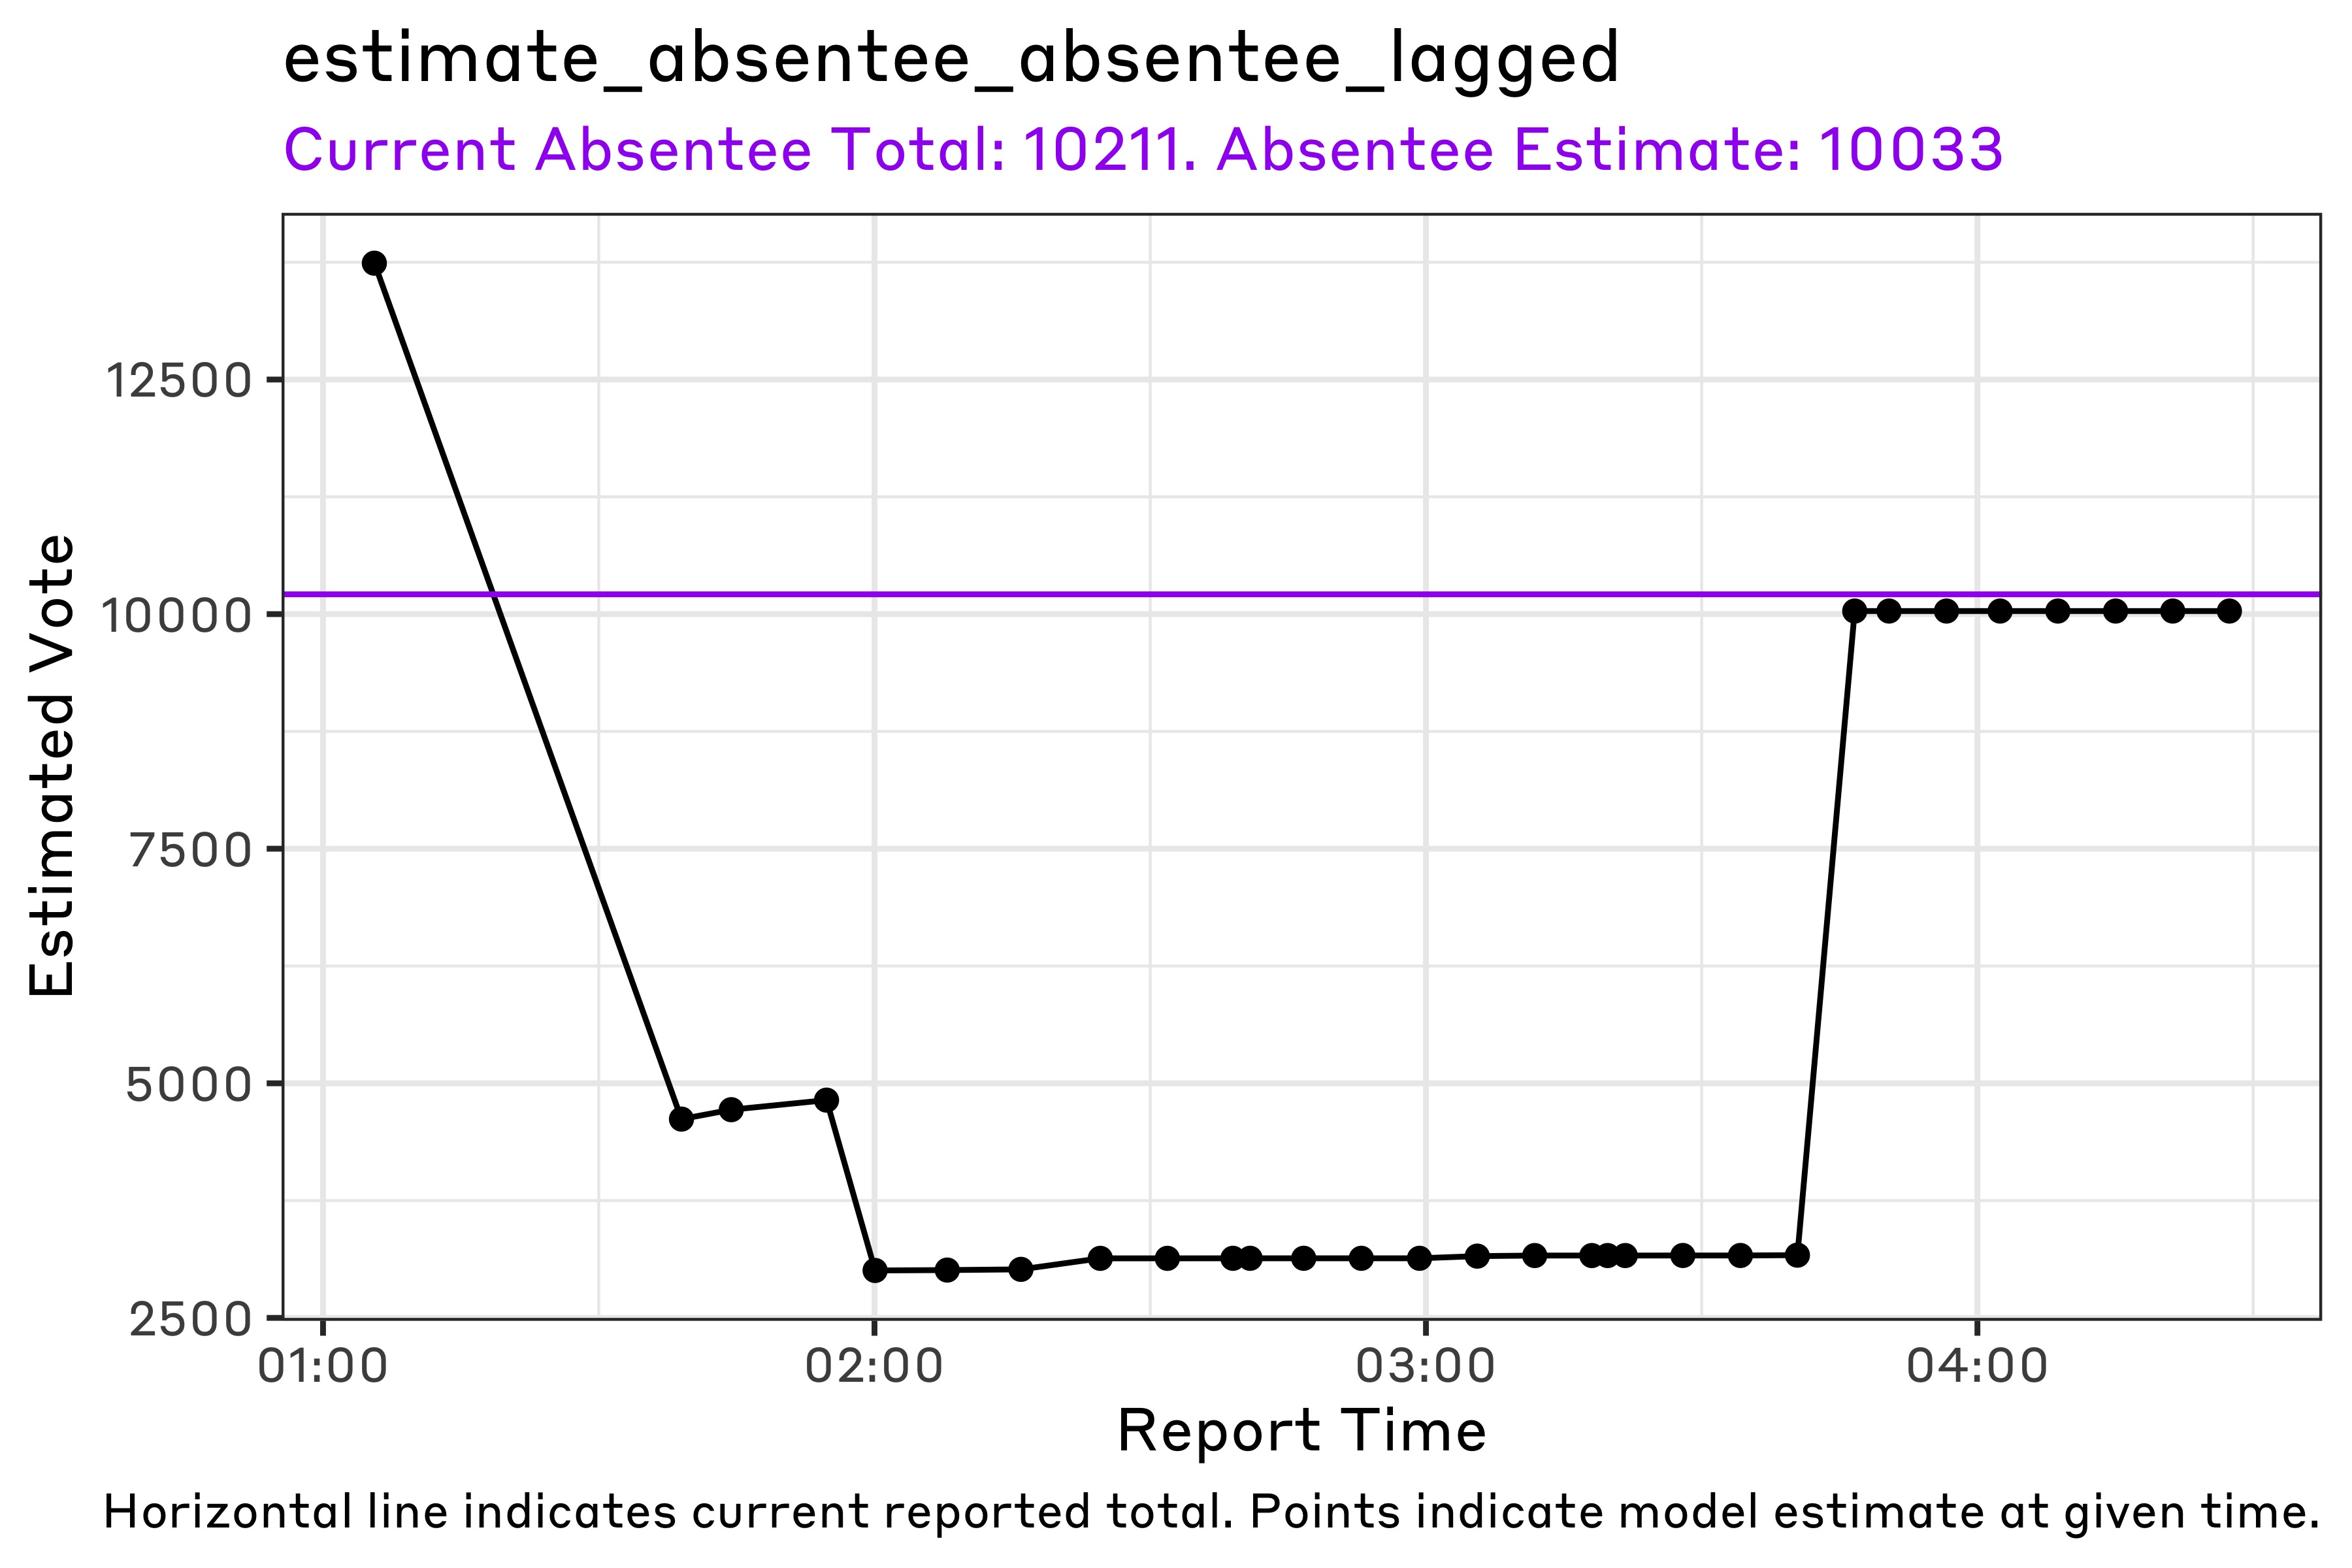 estimate_absentee_absentee_lagged
Current Absentee Total: 10211. Absentee Estimate: 10033
Estimated Vote
12500
10000
7500
5000
2500
01:00 02:00 03:00 04:00
Report Time
Horizontal line indicates current reported total. Points indicate model estimate at given time.